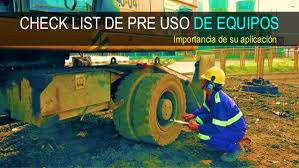 CHECK LIST DE PRE USO DE EQUIPOS
Importancia de su aplicación